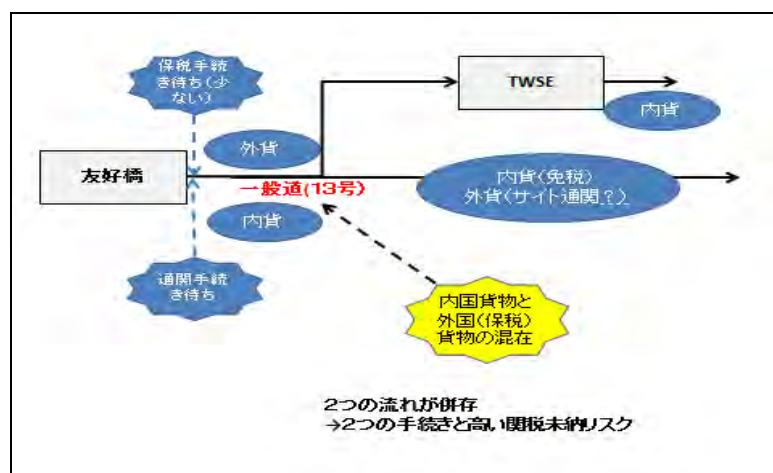 保税手続
き待ち(少
ない)
TWSE
内貨
外貨
友好橋
一般道(13号)
内貨(免税)
外貨(サイト通関?)
内貨
通関手続
き待ち
内国貨物と
外国(保税)
貨物の混在
2つの流れが併存
→2つの手続きと高い関税未納リスク